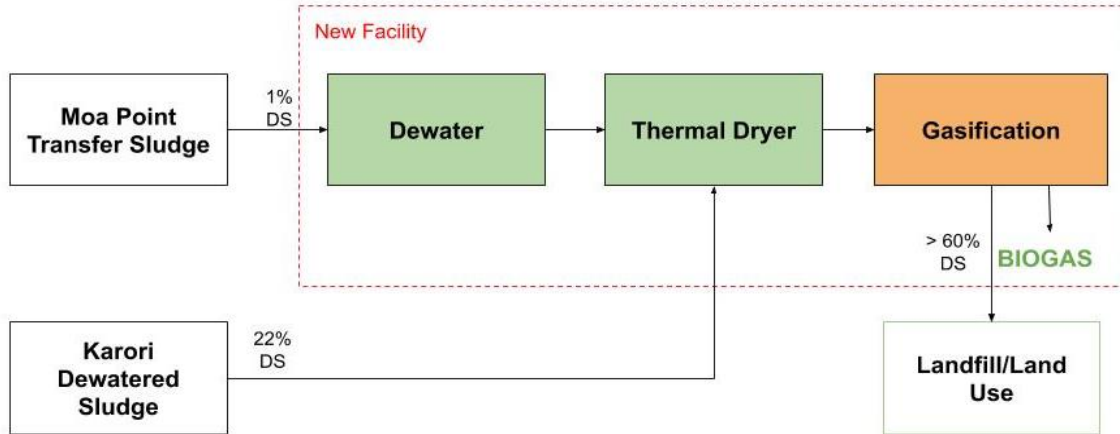 New Facility
Moa Point
Transfer Sludge
1%
DS
Dewater
Thermal Dryer
Gasification
> 60%
DS
BIOGAS
Karori
Dewatered
Sludge
22%
DS
Landfill/Land
Use